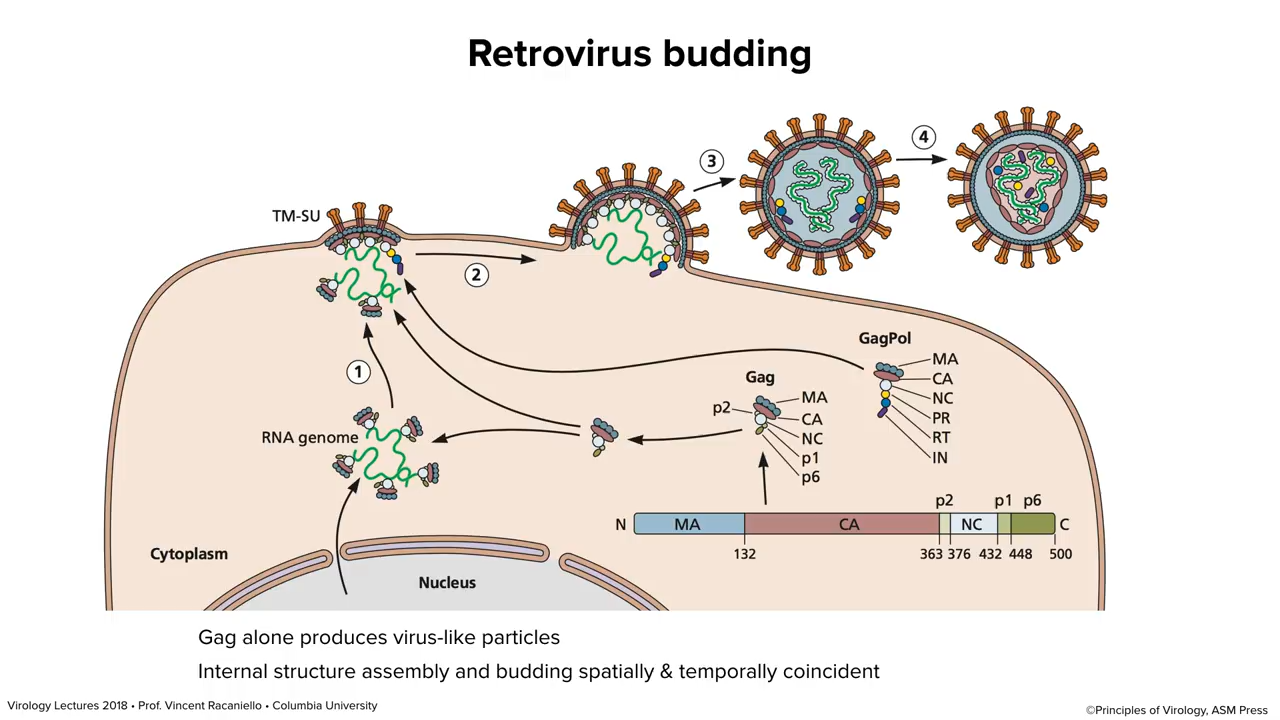 Retrovirus budding
4
3
TM-SU
2
GagPol
MA
CA
NC
PR
RT
IN
1
Gag
p2
MA
CA
NC
p1
p6
RNA genome
p2 p1 p6
N MA CA NC C
132 363 376 432 448 500
Cytoplasm
Nucleus
Gag alone produces virus-like particles
Internal structure assembly and budding spatially & temporally coincident
Virology Lectures 2018 • Prof. Vincent Racaniello • Columbia University
©Principles of Virology, ASM Press